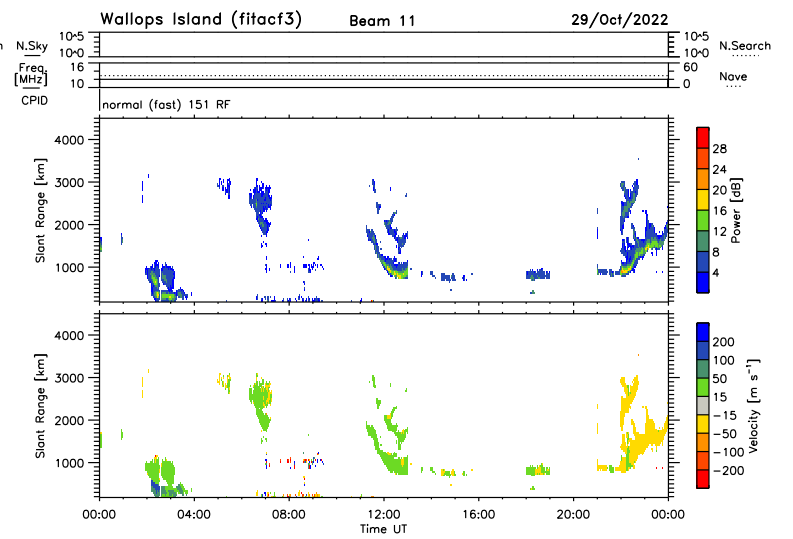 Wallops Island (fitacf3) Beam 11 29/Oct/2022
n N.Sky 10^5 10^5 N.Search
10^0 10^0
Freq. 16 60 Nave
[MHz] 10 0
CPID normal (fast) 151 RF
Slant Range [km]
4000
3000
2000
1000
28
24
20
16
12
8
4
Power [dB]
Slant Range [km]
4000
3000
2000
1000
200
100
50
15
-15
-50
-100
-200
Velocity [m s⁻¹]
00:00 04:00 08:00 12:00 16:00 20:00 00:00
Time UT